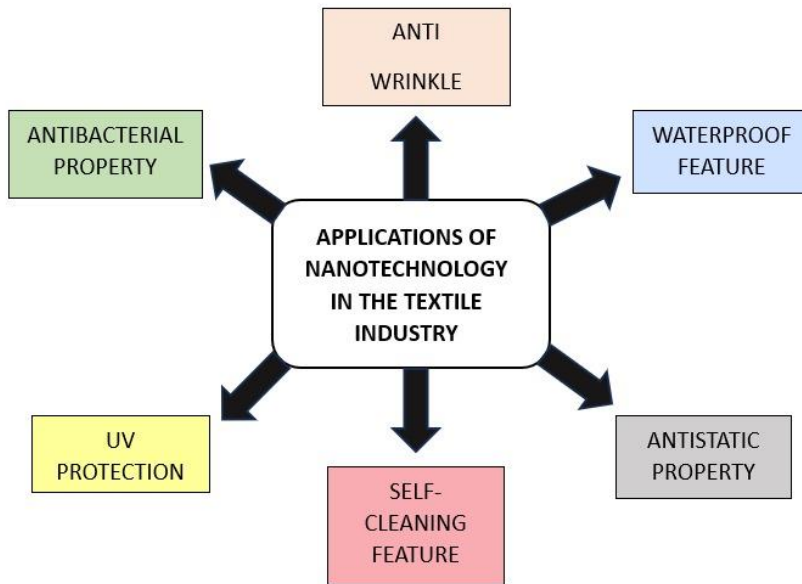 ANTI
WRINKLE
ANTIBACTERIAL
PROPERTY
WATERPROOF
FEATURE
APPLICATIONS OF
NANOTECHNOLOGY
IN THE TEXTILE
INDUSTRY
UV
PROTECTION
ANTISTATIC
PROPERTY
SELF-
CLEANING
FEATURE